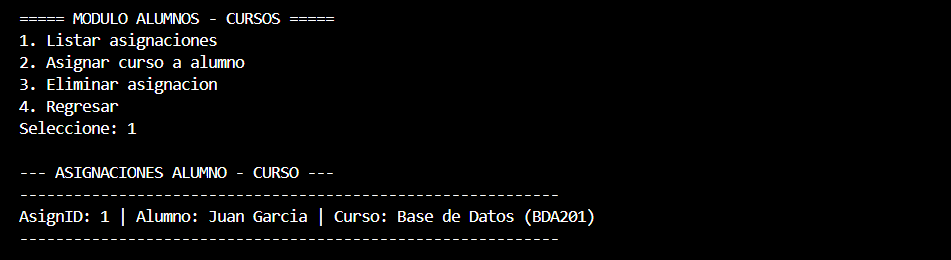 ===== MODULO ALUMNOS - CURSOS =====
1. Listar asignaciones
2. Asignar curso a alumno
3. Eliminar asignacion
4. Regresar
Seleccione: 1

--- ASIGNACIONES ALUMNO - CURSO ---
------------------------------------------------------------
AsignID: 1 | Alumno: Juan Garcia | Curso: Base de Datos (BDA201)
------------------------------------------------------------